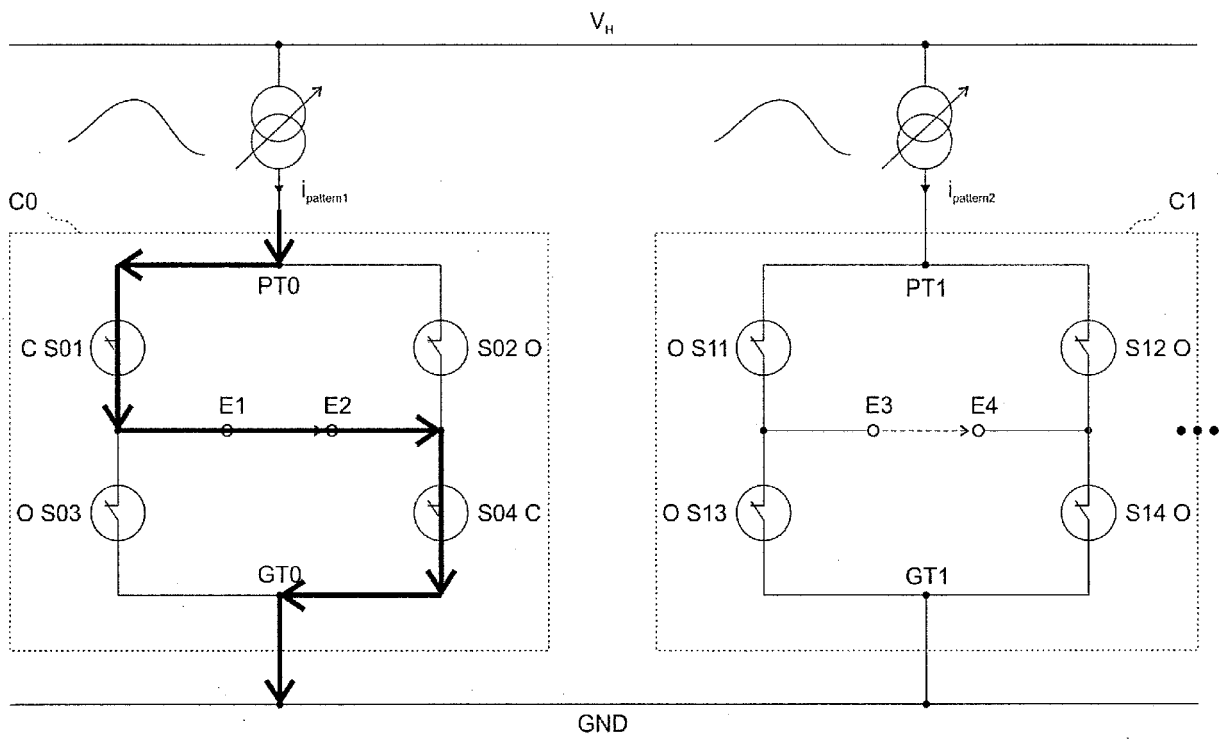 V_H
i_pattern1
i_pattern2
C0
C1
PT0
PT1
C S01
S02 O
O S11
S12 O
E1
E2
E3
E4
O S03
S04 C
O S13
S14 O
GT0
GT1
GND